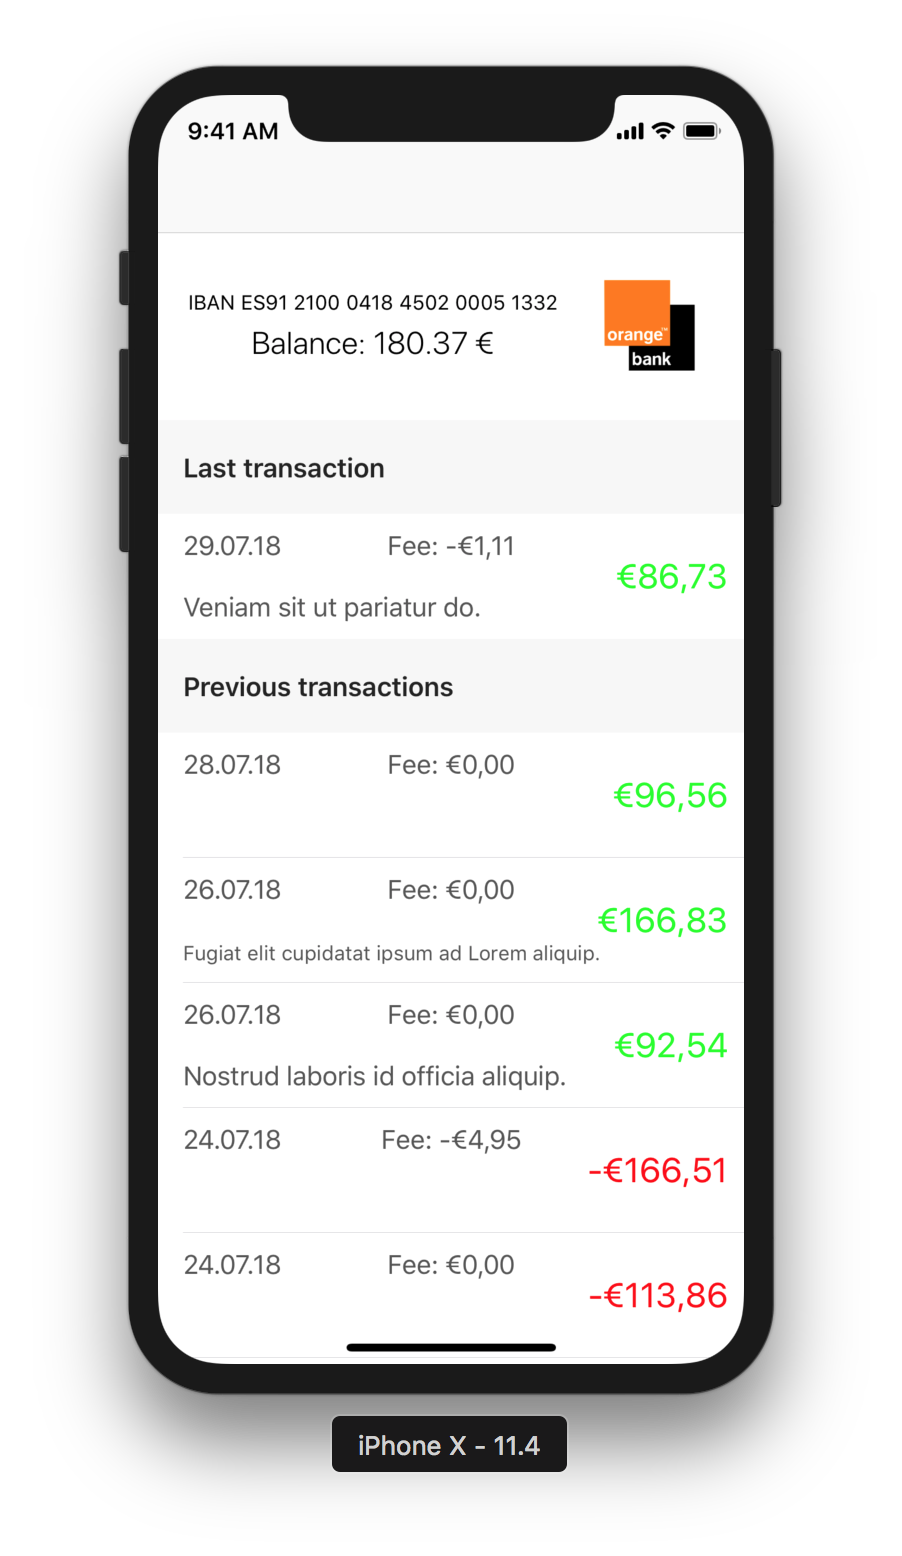 9:41 AM
IBAN ES91 2100 0418 4502 0005 1332
Balance: 180.37 €
orange™
bank
Last transaction
29.07.18 Fee: -€1,11
€86,73
Veniam sit ut pariatur do.
Previous transactions
28.07.18 Fee: €0,00
€96,56
26.07.18 Fee: €0,00
€166,83
Fugiat elit cupidatat ipsum ad Lorem aliquip.
26.07.18 Fee: €0,00
€92,54
Nostrud laboris id officia aliquip.
24.07.18 Fee: -€4,95
-€166,51
24.07.18 Fee: €0,00
-€113,86
iPhone X - 11.4